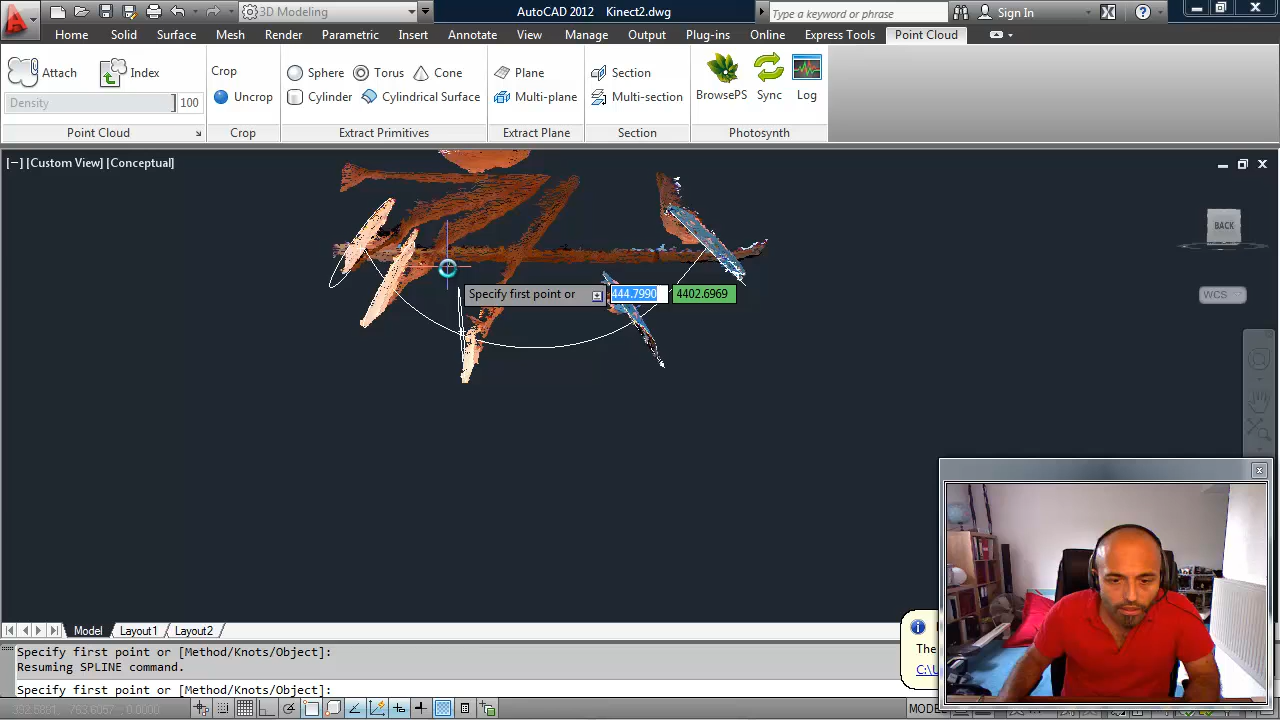 3D Modeling
AutoCAD 2012 Kinect2.dwg
Type a keyword or phrase
Sign In
Home Solid Surface Mesh Render Parametric Insert Annotate View Manage Output Plug-ins Online Express Tools Point Cloud
Attach Index
Density 100
Point Cloud
Crop
Uncrop
Crop
Sphere Torus Cone
Cylinder Cylindrical Surface
Extract Primitives
Plane
Multi-plane
Extract Plane
Section
Multi-section
Section
BrowsePS Sync Log
Photosynth
[−] [Custom View] [Conceptual]
BACK
WCS
Specify first point or 444.7990 4402.6969
Model Layout1 Layout2
Specify first point or [Method/Knots/Object]:
Resuming SPLINE command.
Specify first point or [Method/Knots/Object]:
The
C:\U
MODEL